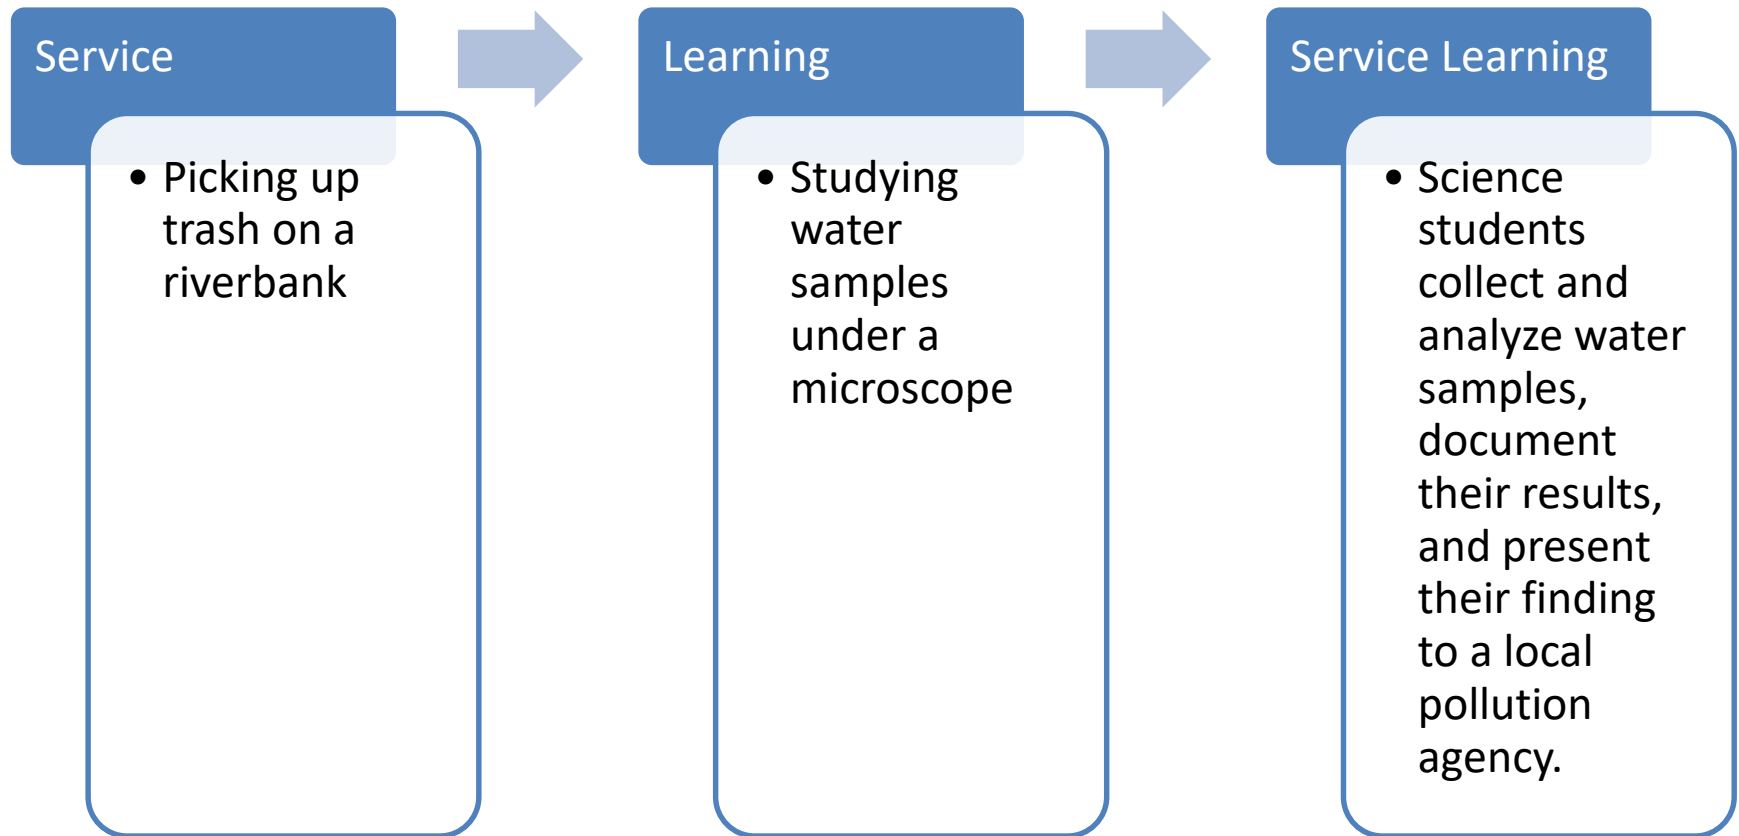 Service
• Picking up
trash on a
riverbank
Learning
• Studying
water
samples
under a
microscope
Service Learning
• Science
students
collect and
analyze water
samples,
document
their results,
and present
their finding
to a local
pollution
agency.